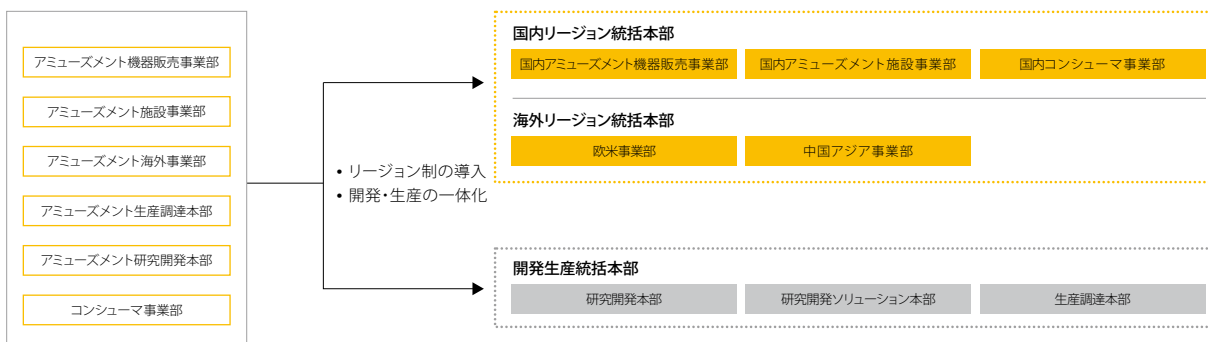 アミューズメント機器販売事業部
アミューズメント施設事業部
アミューズメント海外事業部
アミューズメント生産調達本部
アミューズメント研究開発本部
コンシューマ事業部
• リージョン制の導入
• 開発・生産の一体化
国内リージョン統括本部
国内アミューズメント機器販売事業部
国内アミューズメント施設事業部
国内コンシューマ事業部
海外リージョン統括本部
欧米事業部
中国アジア事業部
開発生産統括本部
研究開発本部
研究開発ソリューション本部
生産調達本部